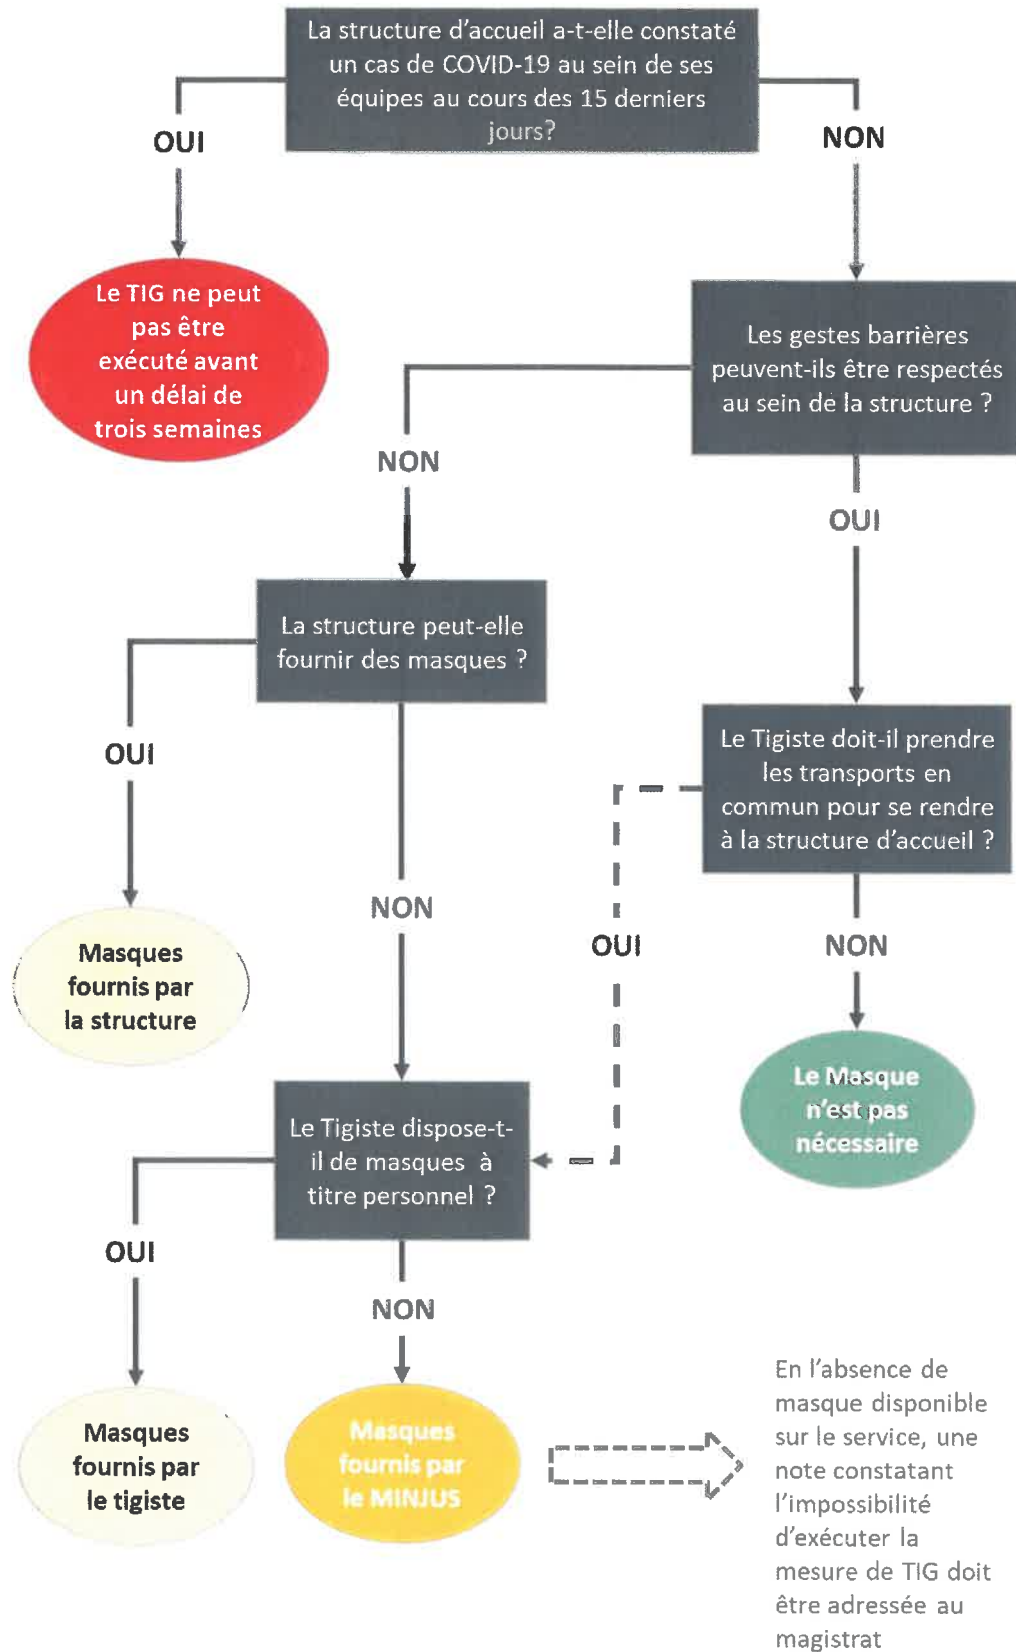 La structure d'accueil a-t-elle constaté
un cas de COVID-19 au sein de ses
équipes au cours des 15 derniers
jours?
OUI
NON
Le TIG ne peut
pas être
exécuté avant
un délai de
trois semaines
Les gestes barrières
peuvent-ils être respectés
au sein de la structure ?
NON
OUI
La structure peut-elle
fournir des masques ?
OUI
Le Tigiste doit-il prendre
les transports en
commun pour se rendre
à la structure d'accueil ?
NON
OUI
NON
Masques
fournis par
la structure
Le Masque
n'est pas
nécessaire
Le Tigiste dispose-t-
il de masques à
titre personnel ?
OUI
NON
Masques
fournis par
le tigiste
Masques
fournis par
le MINJUS
En l'absence de
masque disponible
sur le service, une
note constatant
l'impossibilité
d'exécuter la
mesure de TIG doit
être adressée au
magistrat